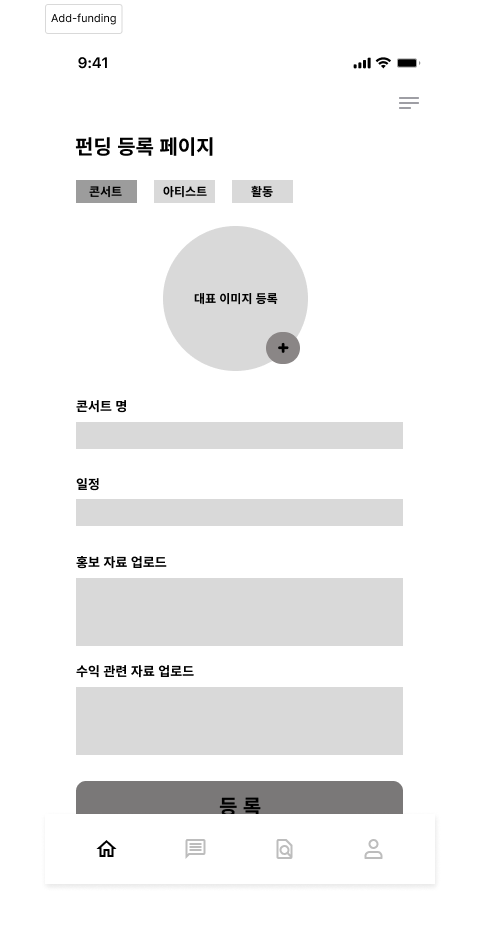 Add-funding
9:41
펀딩 등록 페이지
콘서트 아티스트 활동
대표 이미지 등록
콘서트 명
일정
홍보 자료 업로드
수익 관련 자료 업로드
등 록